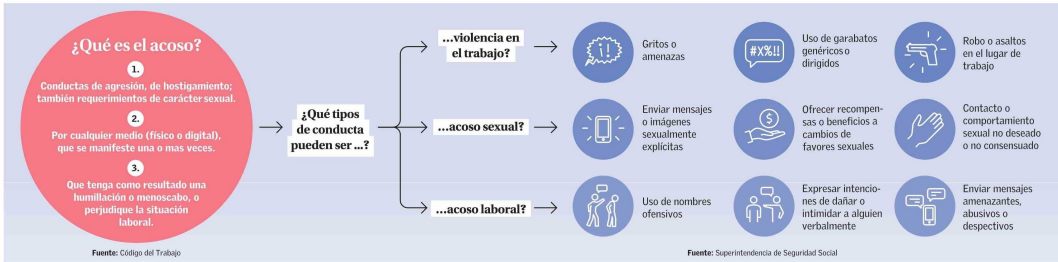 ¿Qué es el acoso?
1.
Conductas de agresión, de hostigamiento;
también requerimientos de carácter sexual.
2.
Por cualquier medio (físico o digital),
que se manifieste una o mas veces.
3.
Que tenga como resultado una
humillación o menoscabo, o
perjudique la situación
laboral.
Fuente: Código del Trabajo
¿Qué tipos
de conducta
pueden ser ...?
...violencia en
el trabajo?
Gritos o
amenazas
#X%!!
Uso de garabatos
genéricos o
dirigidos
Robo o asaltos
en el lugar de
trabajo
...acoso sexual?
Enviar mensajes
o imágenes
sexualmente
explícitas
$
Ofrecer recompen-
sas o beneficios a
cambios de
favores sexuales
Contacto o
comportamiento
sexual no deseado
o no consensuado
...acoso laboral?
Uso de nombres
ofensivos
Expresar intencio-
nes de dañar o
intimidar a alguien
verbalmente
Enviar mensajes
amenazantes,
abusivos o
despectivos
Fuente: Superintendencia de Seguridad Social